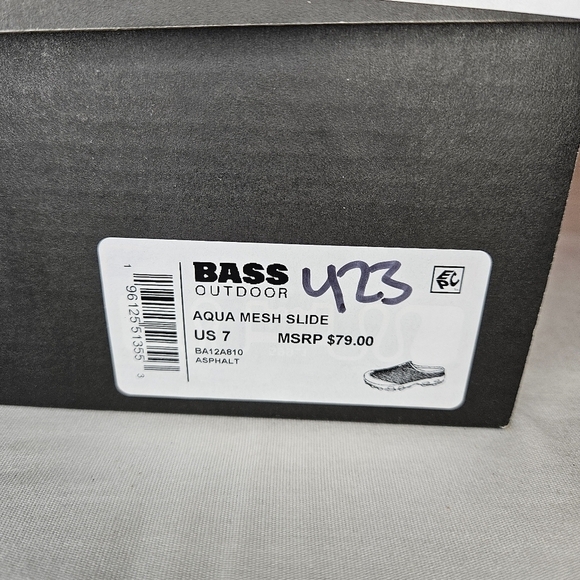 BASS
OUTDOOR
423
AQUA MESH SLIDE
US 7 MSRP $79.00
BA12A810
ASPHALT
1 96125 51355 3